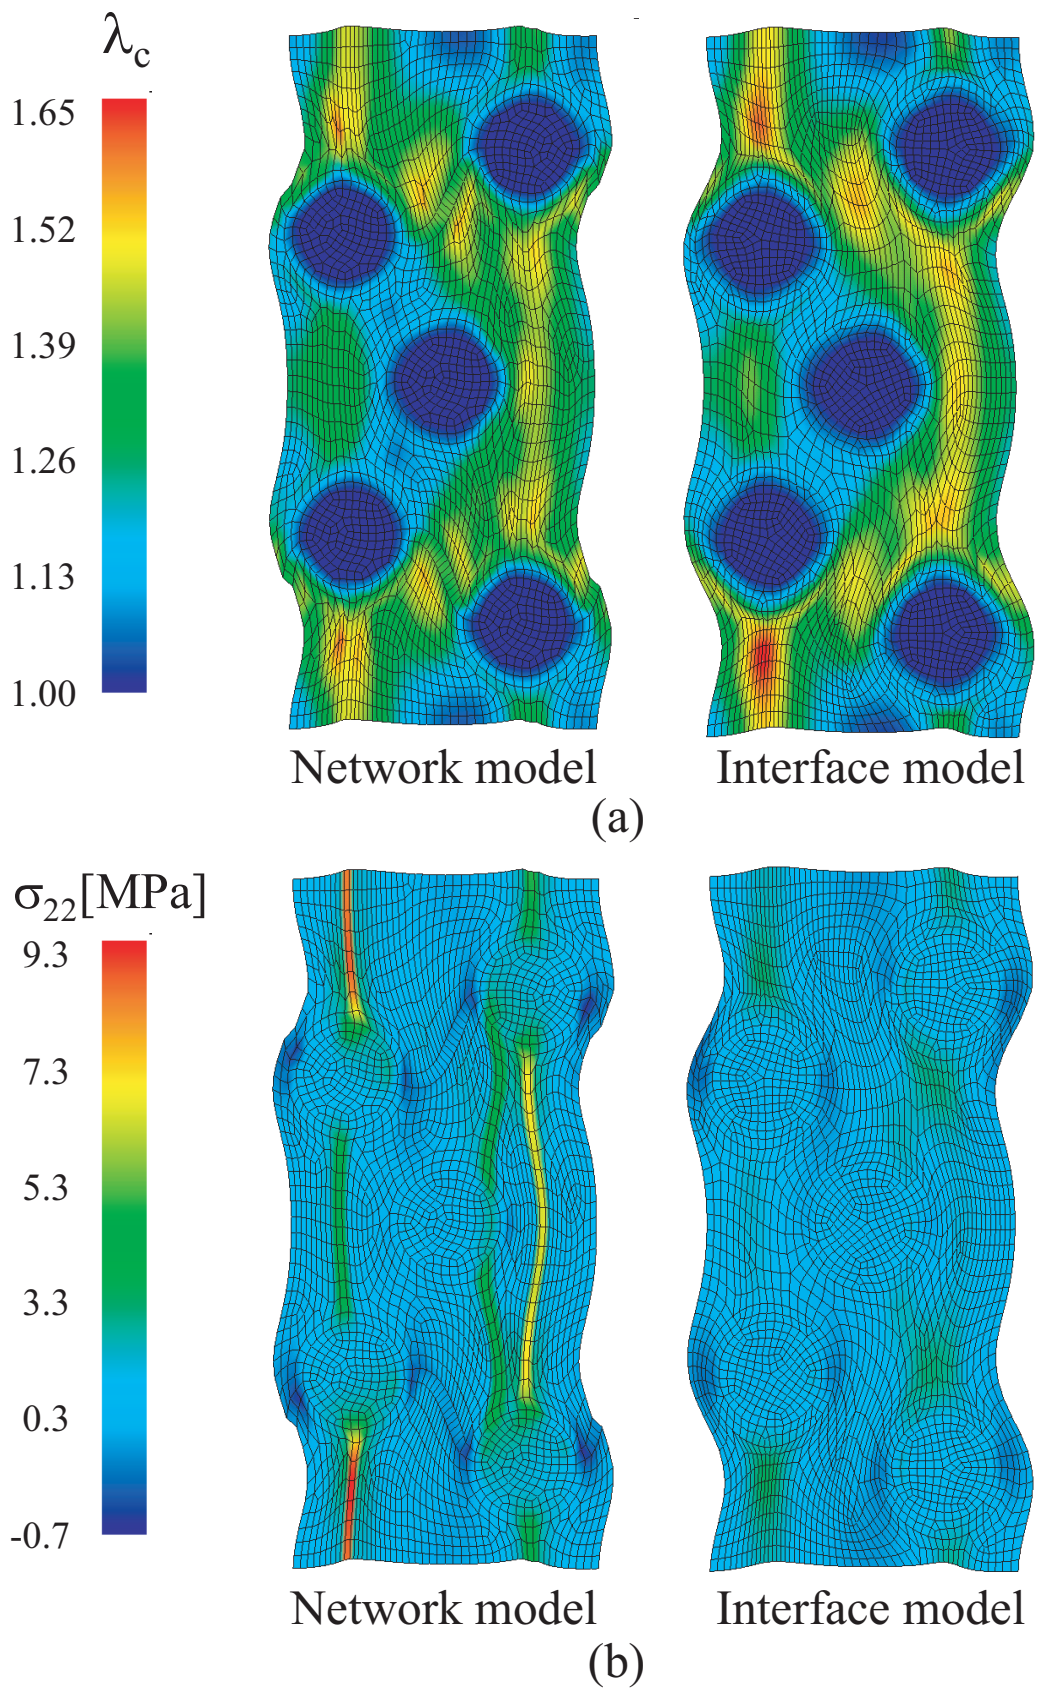 λc
1.65
1.52
1.39
1.26
1.13
1.00
Network model Interface model
(a)
σ22[MPa]
9.3
7.3
5.3
3.3
0.3
-0.7
Network model Interface model
(b)